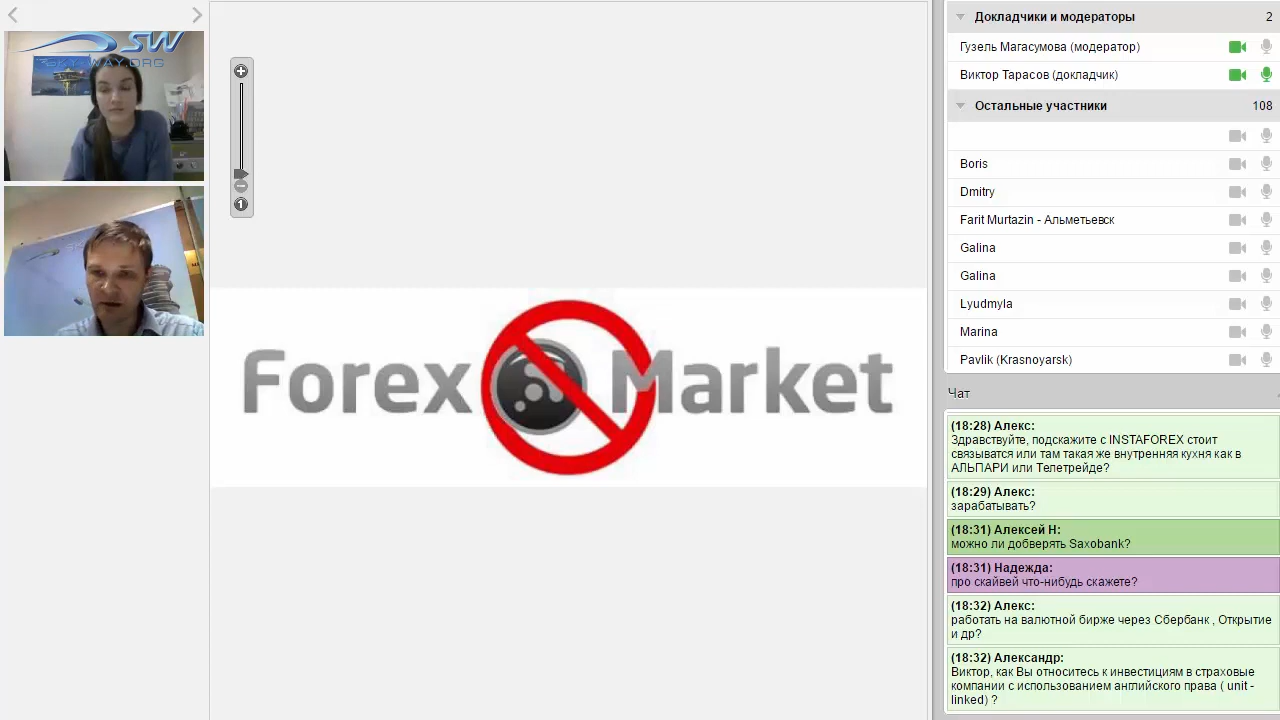 SW
SKY-WAY.ORG
Forex Market
Докладчики и модераторы 2
Гузель Магасумова (модератор)
Виктор Тарасов (докладчик)
Остальные участники 108
Boris
Dmitry
Farit Murtazin - Альметьевск
Galina
Galina
Lyudmyla
Marina
Pavlik (Krasnoyarsk)
Чат
(18:28) Алекс:
Здравствуйте, подскажите с INSTAFOREX стоит
связыватся или там такая же внутренняя кухня как в
АЛЬПАРИ или Телетрейде?
(18:29) Алекс:
зарабатывать?
(18:31) Алексей Н:
можно ли добверять Saxobank?
(18:31) Надежда:
про скайвей что-нибудь скажете?
(18:32) Алекс:
работать на валютной бирже через Сбербанк , Открытие
и др?
(18:32) Александр:
Виктор, как Вы относитесь к инвестициям в страховые
компании с использованием английского права ( unit -
linked) ?